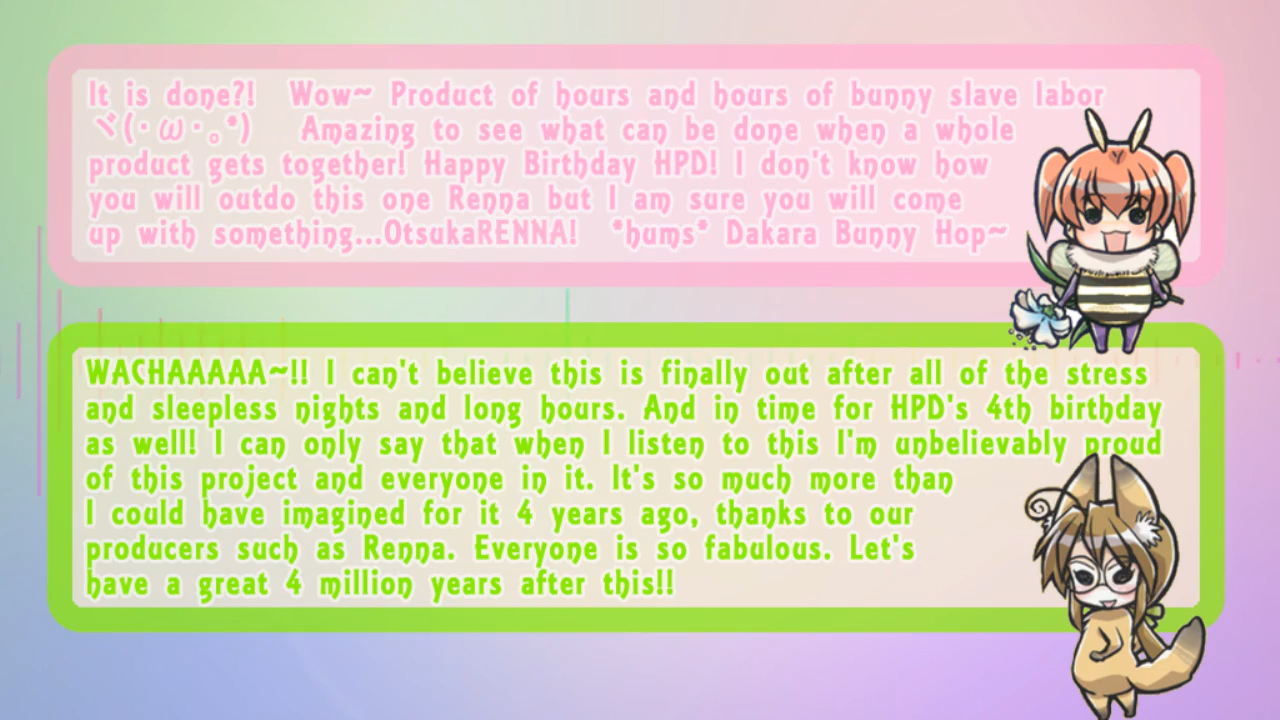 It is done?! Wow~ Product of hours and hours of bunny slave labor
ヾ(･ω･｡*) Amazing to see what can be done when a whole
product gets together! Happy Birthday HPD! I don't know how
you will outdo this one Renna but I am sure you will come
up with something...OtsukaRENNA! *hums* Dakara Bunny Hop~
WACHAAAAA~!! I can't believe this is finally out after all of the stress
and sleepless nights and long hours. And in time for HPD's 4th birthday
as well! I can only say that when I listen to this I'm unbelievably proud
of this project and everyone in it. It's so much more than
I could have imagined for it 4 years ago, thanks to our
producers such as Renna. Everyone is so fabulous. Let's
have a great 4 million years after this!!